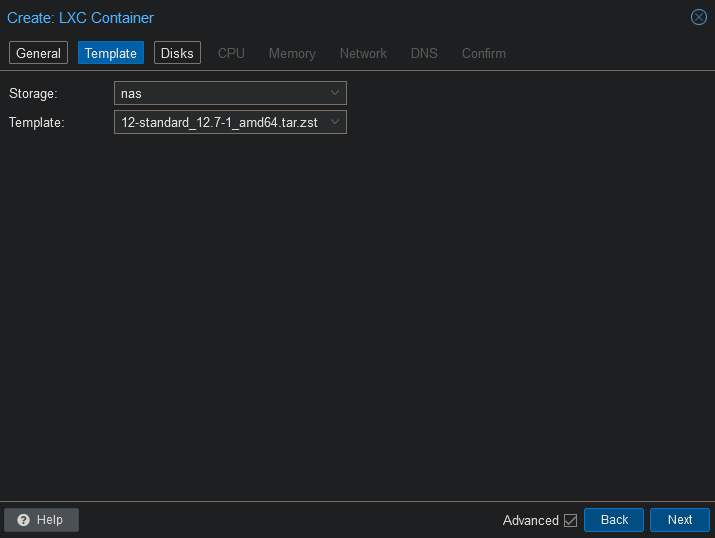 Create: LXC Container
General Template Disks CPU Memory Network DNS Confirm
Storage: nas
Template: 12-standard_12.7-1_amd64.tar.zst
Help Advanced Back Next